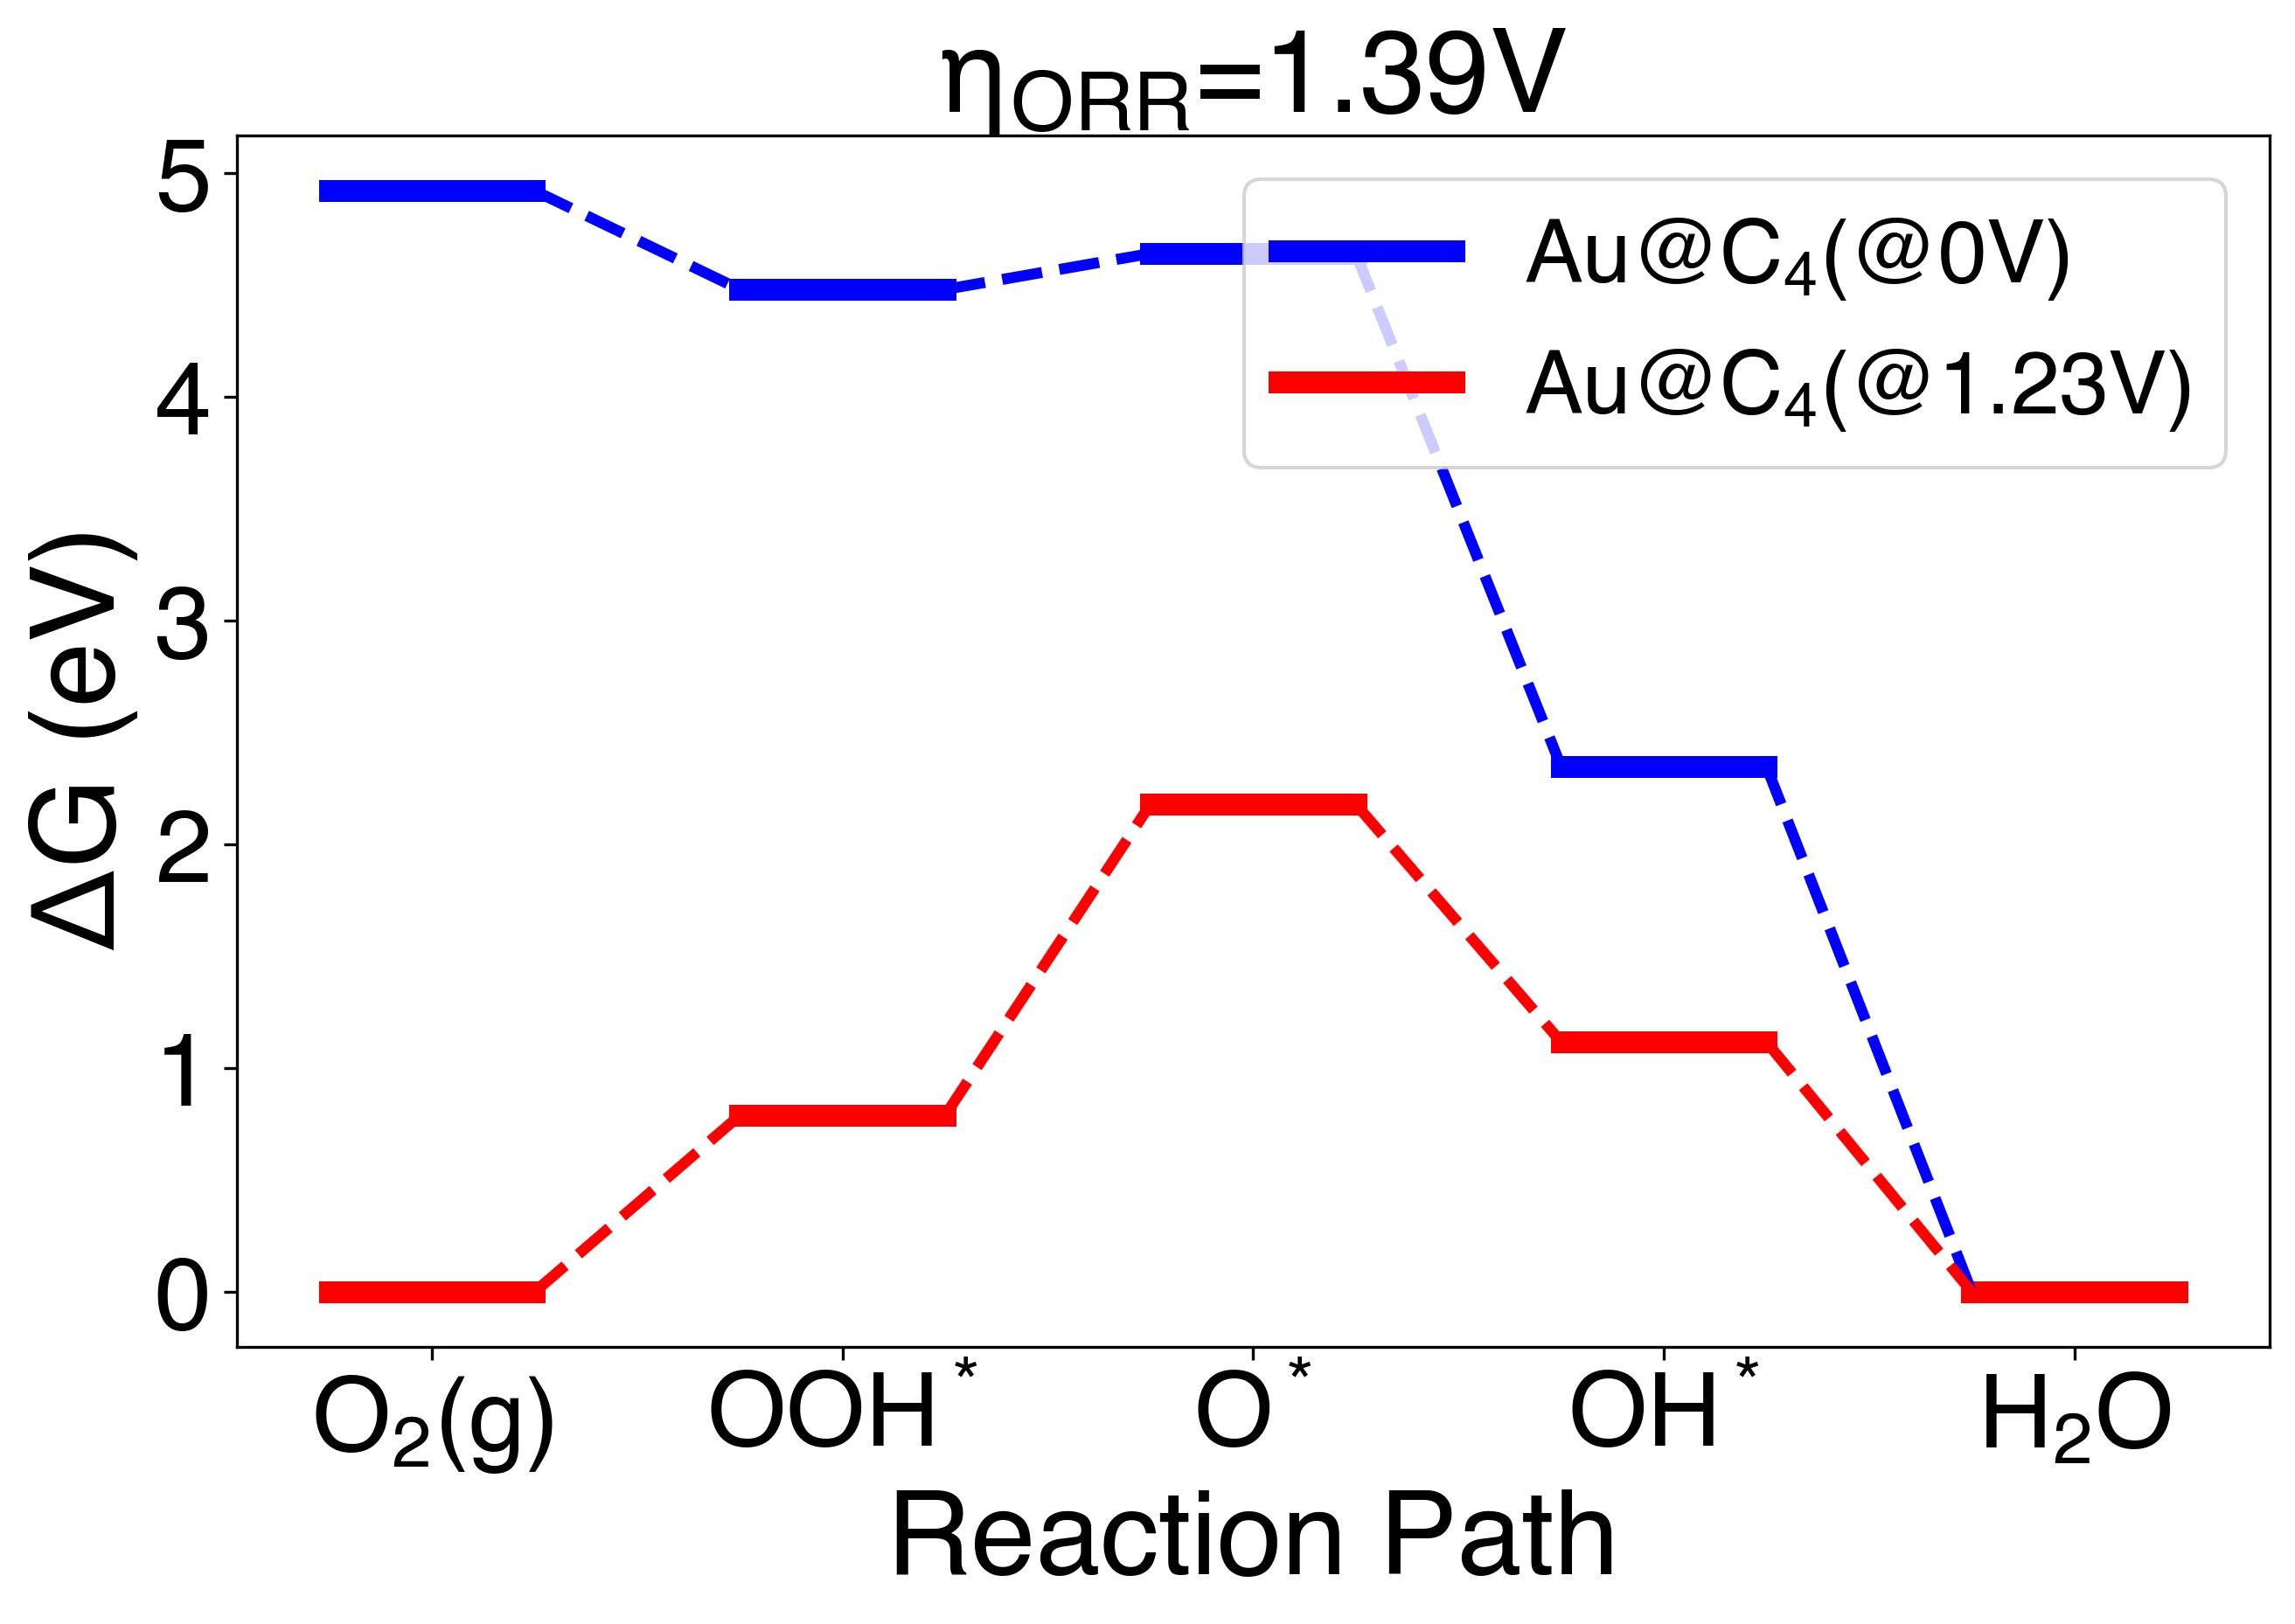 η_ORR=1.39V
Au@C₄(@0V)
Au@C₄(@1.23V)
ΔG (eV)
5
4
3
2
1
0
O₂(g) OOH* O* OH* H₂O
Reaction Path